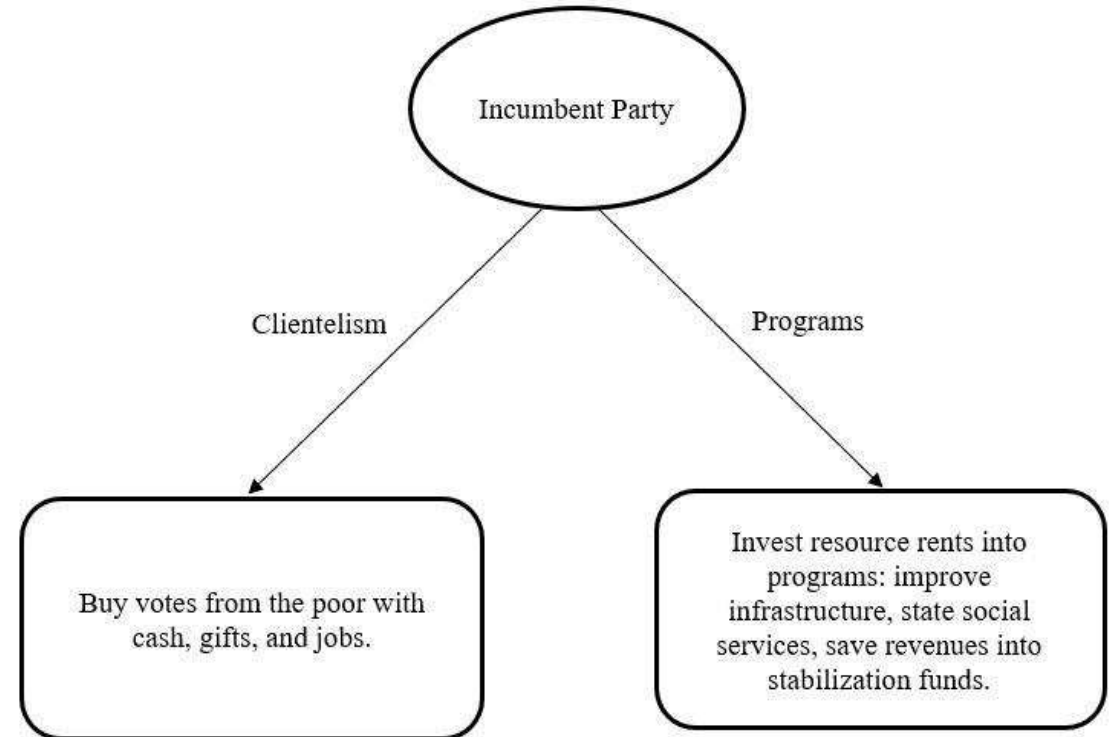 Incumbent Party
Clientelism
Programs
Buy votes from the poor with
cash, gifts, and jobs.
Invest resource rents into
programs: improve
infrastructure, state social
services, save revenues into
stabilization funds.